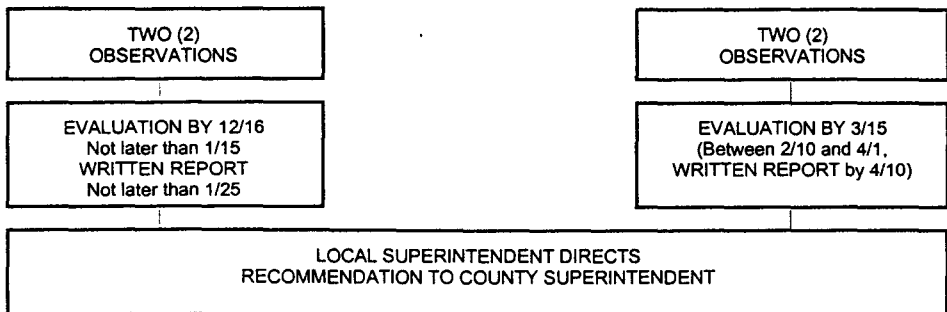 TWO (2)
OBSERVATIONS
TWO (2)
OBSERVATIONS
EVALUATION BY 12/16
Not later than 1/15
WRITTEN REPORT
Not later than 1/25
EVALUATION BY 3/15
(Between 2/10 and 4/1,
WRITTEN REPORT by 4/10)
LOCAL SUPERINTENDENT DIRECTS
RECOMMENDATION TO COUNTY SUPERINTENDENT